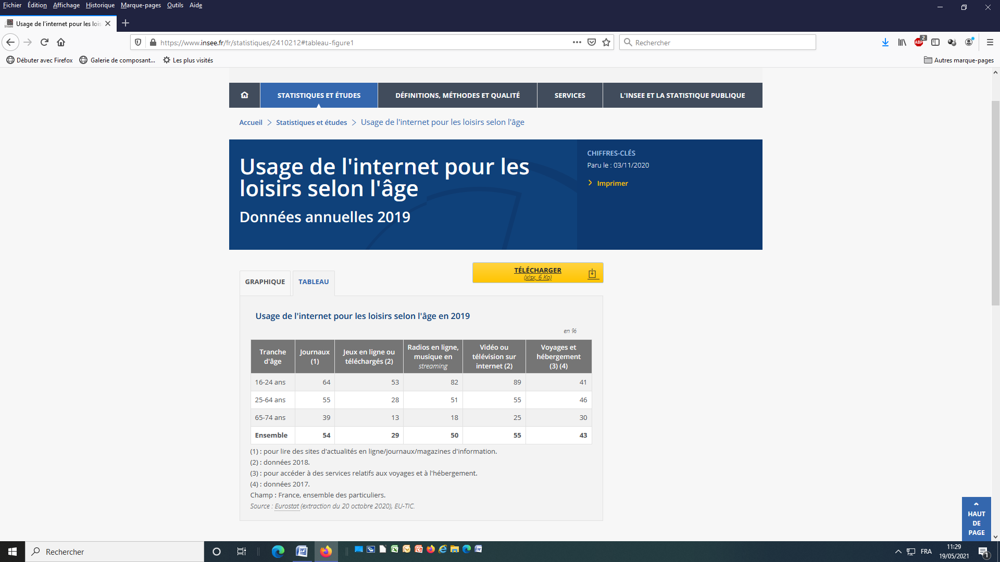 Fichier Édition Affichage Historique Marque-pages Outils Aide
Usage de l'internet pour les lois
https://www.insee.fr/fr/statistiques/2410212#tableau-figure1
Rechercher
ABP 2
Débuter avec Firefox Galerie de composant... Les plus visités Autres marque-pages
STATISTIQUES ET ÉTUDES DÉFINITIONS, MÉTHODES ET QUALITÉ SERVICES L'INSEE ET LA STATISTIQUE PUBLIQUE
Accueil > Statistiques et études > Usage de l'internet pour les loisirs selon l'âge
Usage de l'internet pour les
loisirs selon l'âge
Données annuelles 2019
CHIFFRES-CLÉS
Paru le : 03/11/2020
Imprimer
TÉLÉCHARGER
(xlsx, 6 Ko)
GRAPHIQUE TABLEAU
Usage de l'internet pour les loisirs selon l'âge en 2019
en %
Tranche d'âge Journaux (1) Jeux en ligne ou téléchargés (2) Radios en ligne, musique en streaming Vidéo ou télévision sur internet (2) Voyages et hébergement (3) (4)
16-24 ans 64 53 82 89 41
25-64 ans 55 28 51 55 46
65-74 ans 39 13 18 25 30
Ensemble 54 29 50 55 43
(1) : pour lire des sites d'actualités en ligne/journaux/magazines d'information.
(2) : données 2018.
(3) : pour accéder à des services relatifs aux voyages et à l'hébergement.
(4) : données 2017.
Champ : France, ensemble des particuliers.
Source : Eurostat (extraction du 20 octobre 2020), EU-TIC.
HAUT
DE
PAGE
Rechercher
FRA
11:29
19/05/2021
1